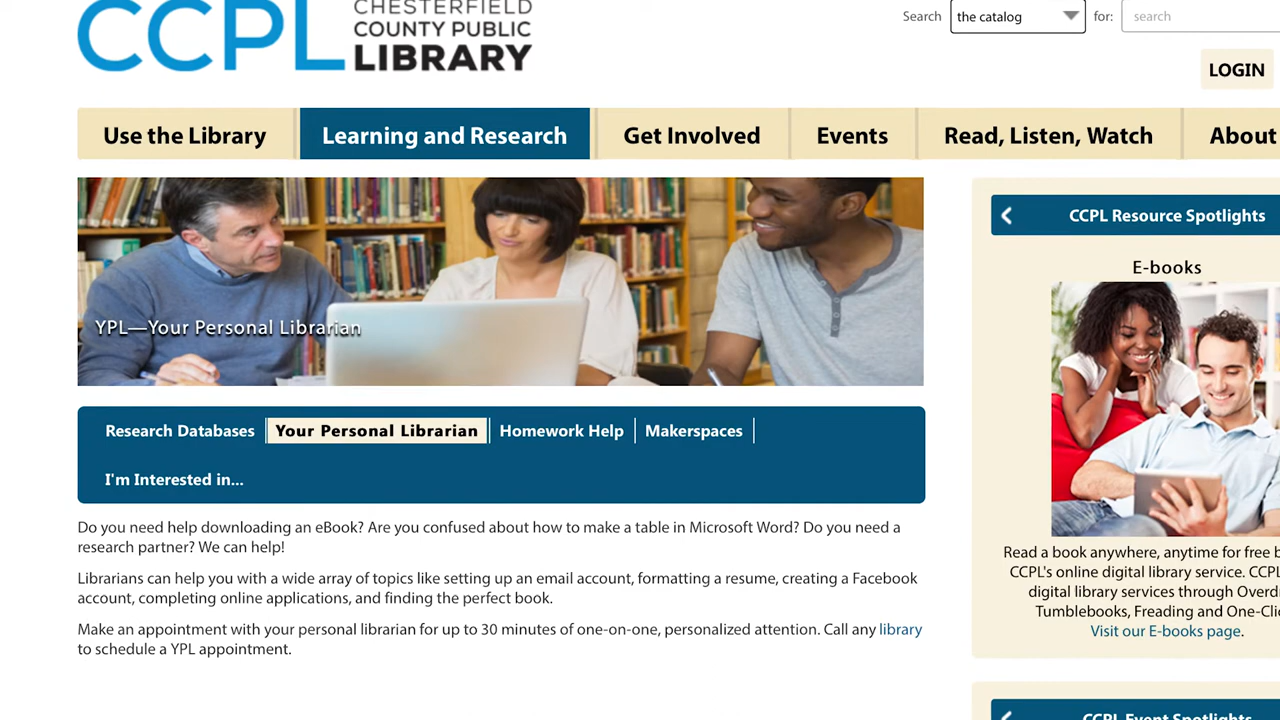 CCPL
CHESTERFIELD
COUNTY PUBLIC
LIBRARY
Search the catalog for: search
LOGIN
Use the Library Learning and Research Get Involved Events Read, Listen, Watch About
YPL—Your Personal Librarian
Research Databases Your Personal Librarian Homework Help Makerspaces
I'm Interested in...
Do you need help downloading an eBook? Are you confused about how to make a table in Microsoft Word? Do you need a
research partner? We can help!
Librarians can help you with a wide array of topics like setting up an email account, formatting a resume, creating a Facebook
account, completing online applications, and finding the perfect book.
Make an appointment with your personal librarian for up to 30 minutes of one-on-one, personalized attention. Call any library
to schedule a YPL appointment.
CCPL Resource Spotlights
E-books
Read a book anywhere, anytime for free
CCPL's online digital library service.
digital library services through
Tumblebooks, Freading and
Visit our E-books page.
CCPL Event Spotlights